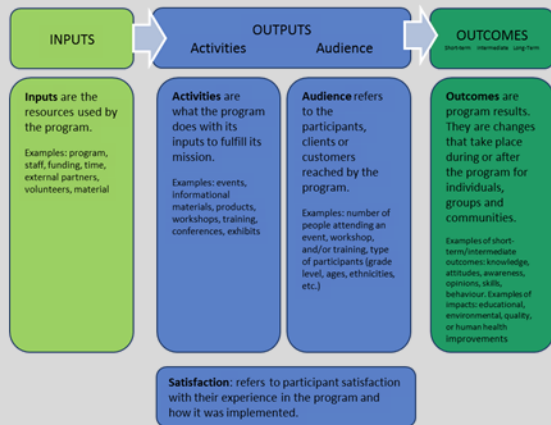 INPUTS
OUTPUTS
Activities Audience
OUTCOMES
Short-term Intermediate Long-Term
Inputs are the
resources used by
the program.
Examples: program,
staff, funding, time,
external partners,
volunteers, material
Activities are
what the program
does with its
inputs to fulfill its
mission.
Examples: events,
informational
materials, products,
workshops, training,
conferences, exhibits
Audience refers
to the
participants,
clients or
customers
reached by the
program.
Examples: number of
people attending an
event, workshop,
and/or training, type
of participants (grade
level, ages, ethnicities,
etc.)
Outcomes are
program results.
They are changes
that take place
during or after
the program for
individuals,
groups and
communities.
Examples of short-
term/intermediate
outcomes: knowledge,
attitudes, awareness,
opinions, skills,
behaviour. Examples of
impacts: educational,
environmental, quality,
or human health
improvements
Satisfaction: refers to participant satisfaction
with their experience in the program and
how it was implemented.